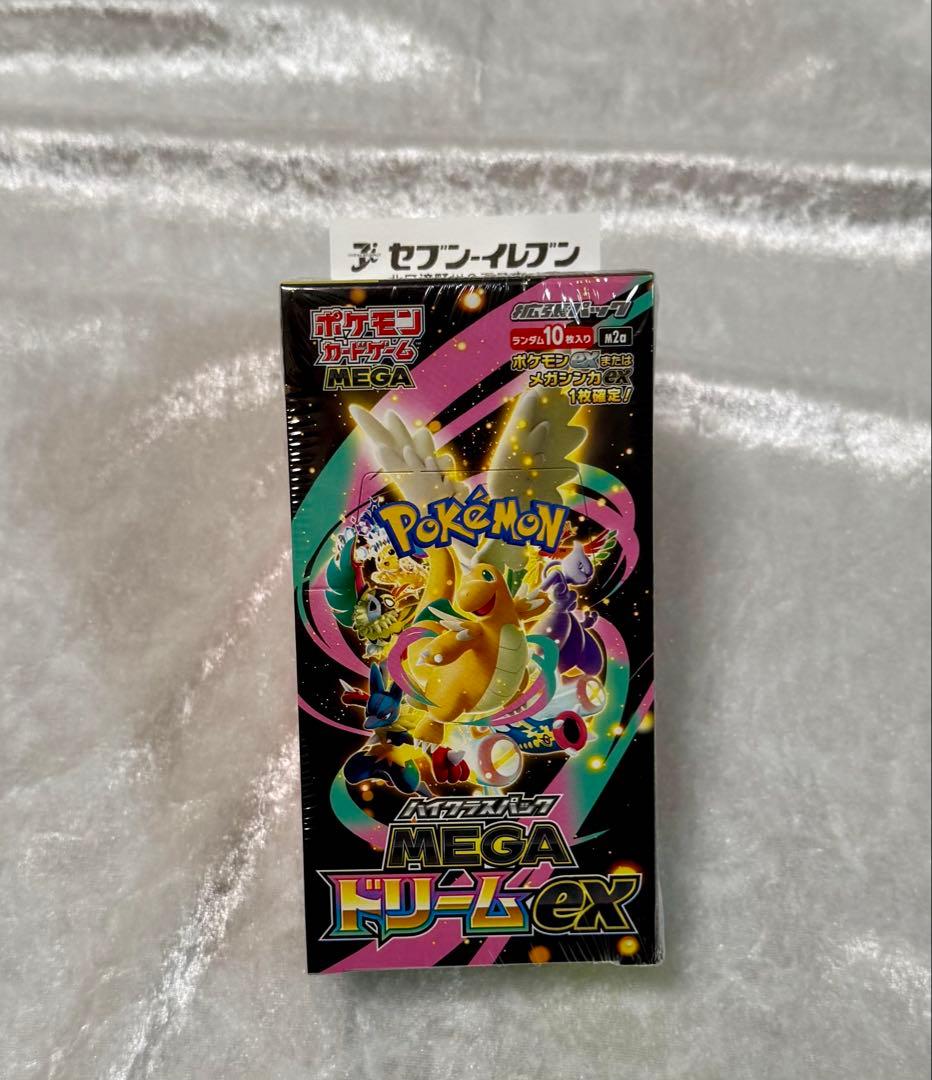 セブン-イレブン
ポケモン
カードゲーム
MEGA
拡張パック
ランダム10枚入り
M2a
ポケモンexまたは
メガシンカex
1枚確定!
POKéMON
ハイクラスパック
MEGA
ドリームex